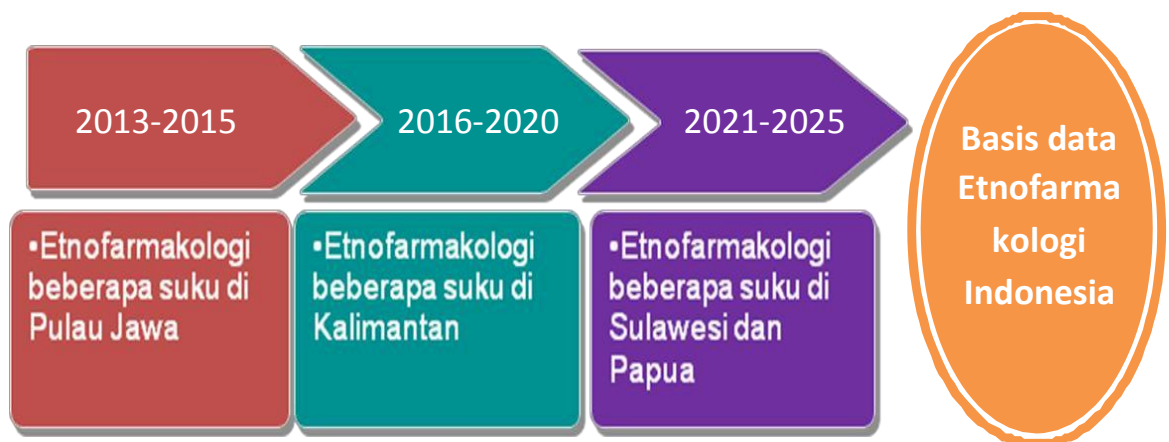 2013-2015
2016-2020
2021-2025
•Etnofarmakologi
beberapa suku di
Pulau Jawa
•Etnofarmakologi
beberapa suku di
Kalimantan
•Etnofarmakologi
beberapa suku di
Sulawesi dan
Papua
Basis data
Etnofarma
kologi
Indonesia